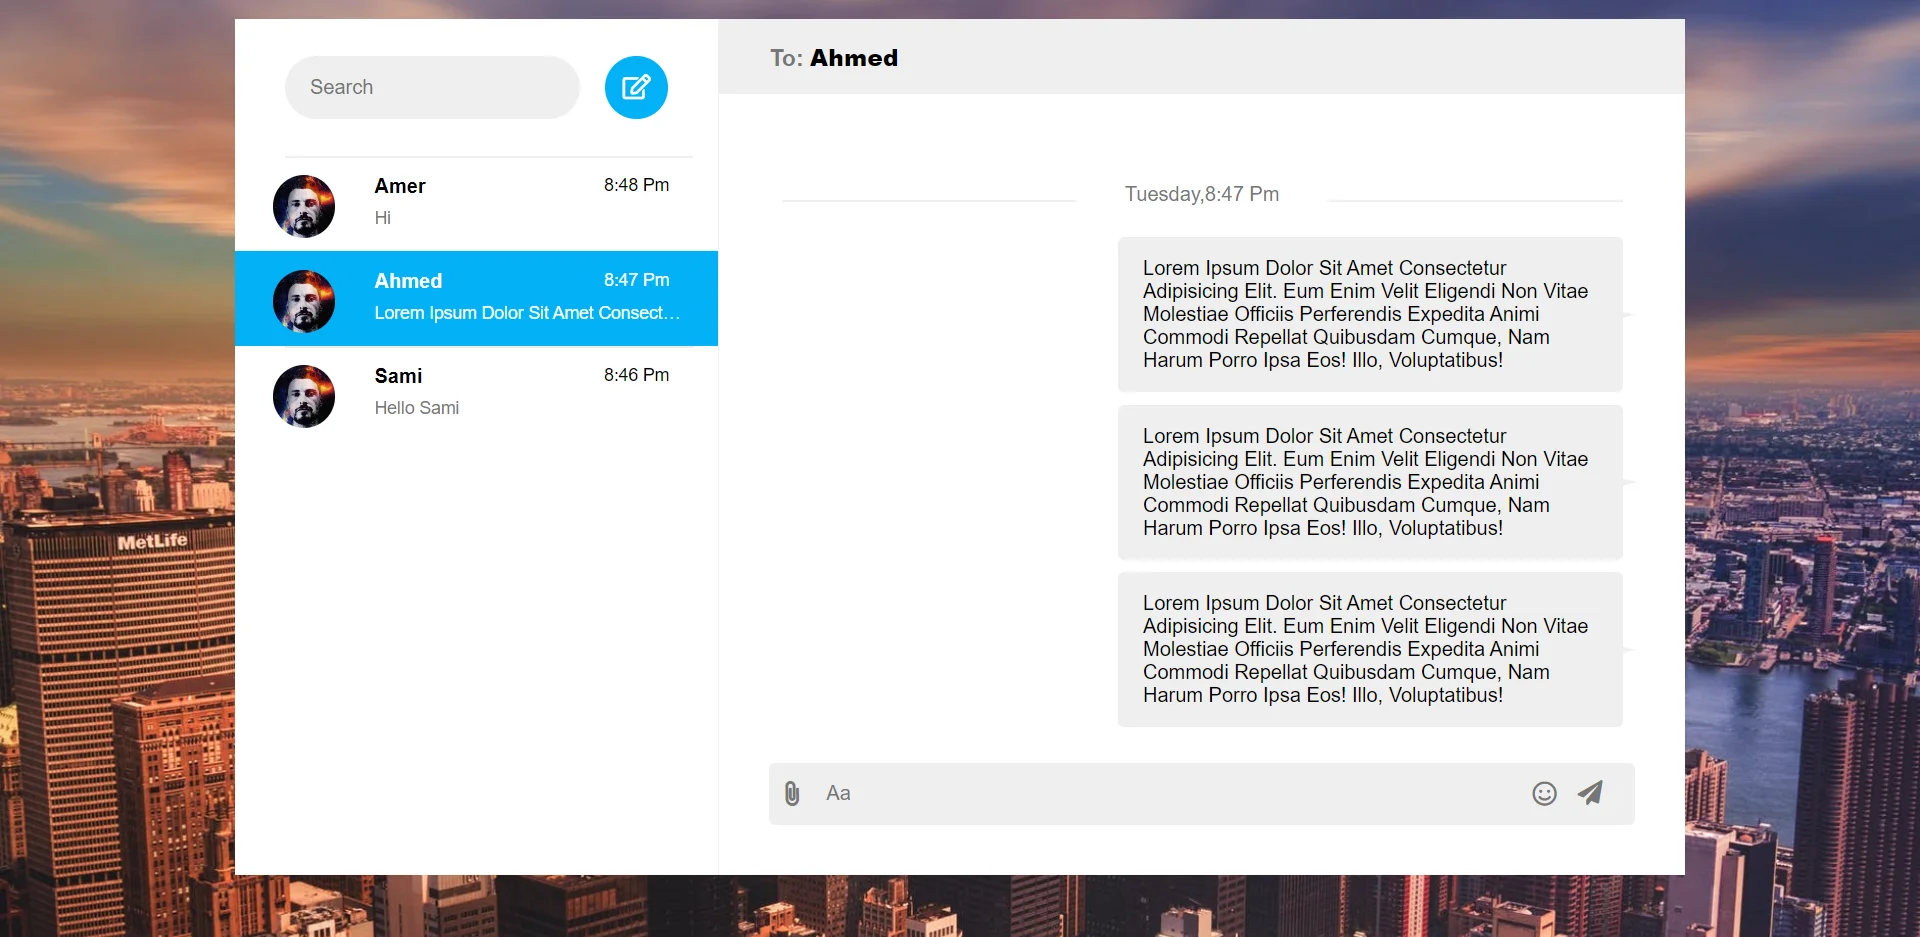 Search
Amer
8:48 Pm
Hi
Ahmed
8:47 Pm
Lorem Ipsum Dolor Sit Amet Consect...
Sami
8:46 Pm
Hello Sami
To: Ahmed
Tuesday,8:47 Pm
Lorem Ipsum Dolor Sit Amet Consectetur
Adipisicing Elit. Eum Enim Velit Eligendi Non Vitae
Molestiae Officiis Perferendis Expedita Animi
Commodi Repellat Quibusdam Cumque, Nam
Harum Porro Ipsa Eos! Illo, Voluptatibus!
Lorem Ipsum Dolor Sit Amet Consectetur
Adipisicing Elit. Eum Enim Velit Eligendi Non Vitae
Molestiae Officiis Perferendis Expedita Animi
Commodi Repellat Quibusdam Cumque, Nam
Harum Porro Ipsa Eos! Illo, Voluptatibus!
Lorem Ipsum Dolor Sit Amet Consectetur
Adipisicing Elit. Eum Enim Velit Eligendi Non Vitae
Molestiae Officiis Perferendis Expedita Animi
Commodi Repellat Quibusdam Cumque, Nam
Harum Porro Ipsa Eos! Illo, Voluptatibus!
Aa
MetLife